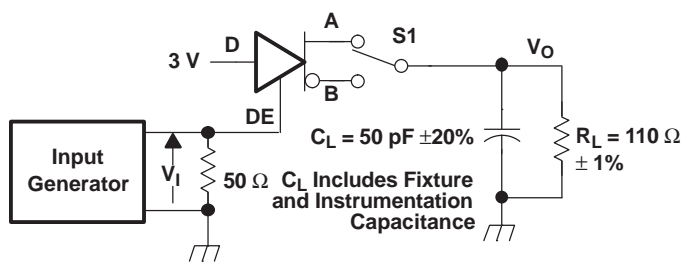 A
S1
D
3 V
VO
B
DE
CL = 50 pF ±20%
RL = 110 Ω
± 1%
Input
Generator
VI
50 Ω
CL Includes Fixture
and Instrumentation
Capacitance